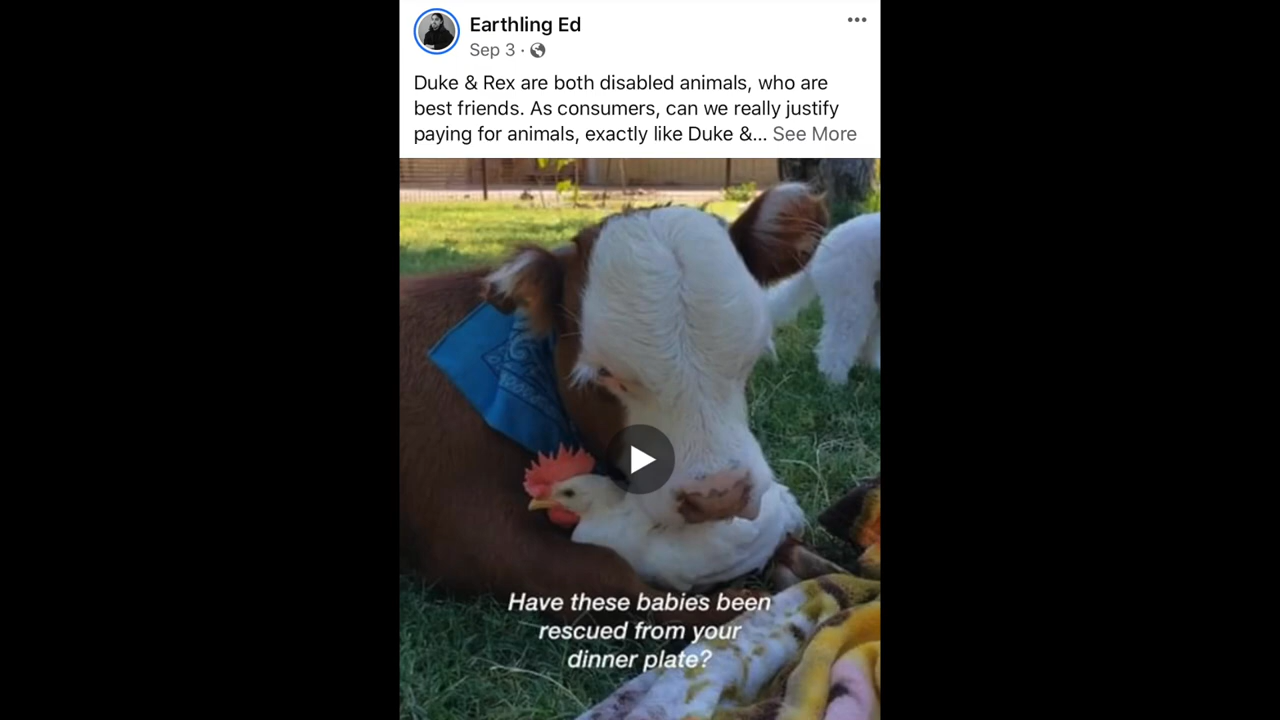 Earthling Ed
Sep 3 ·
Duke & Rex are both disabled animals, who are
best friends. As consumers, can we really justify
paying for animals, exactly like Duke &... See More
Have these babies been
rescued from your
dinner plate?